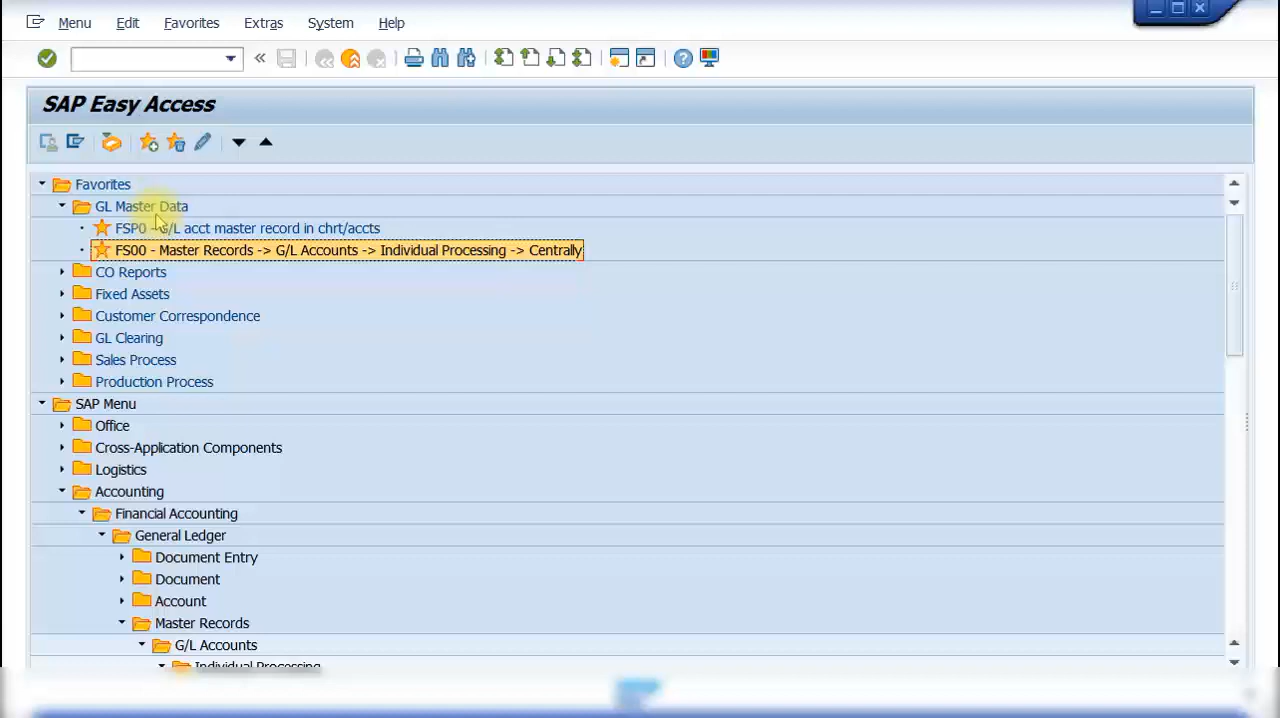 Menu Edit Favorites Extras System Help
SAP Easy Access
Favorites
GL Master Data
FSP0 - G/L acct master record in chrt/accts
FS00 - Master Records -> G/L Accounts -> Individual Processing -> Centrally
CO Reports
Fixed Assets
Customer Correspondence
GL Clearing
Sales Process
Production Process
SAP Menu
Office
Cross-Application Components
Logistics
Accounting
Financial Accounting
General Ledger
Document Entry
Document
Account
Master Records
G/L Accounts
Individual Processing